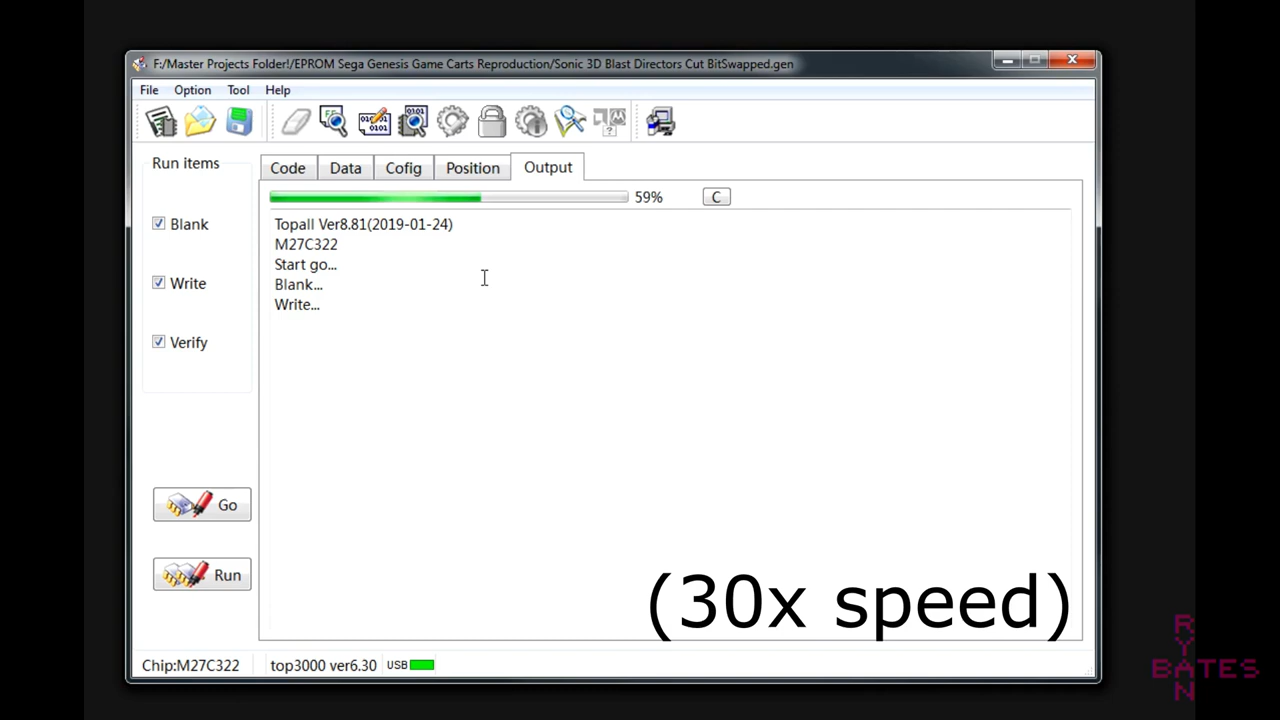 F:/Master Projects Folder!/EPROM Sega Genesis Game Carts Reproduction/Sonic 3D Blast Directors Cut BitSwapped.gen
File Option Tool Help
Run items
Code Data Cofig Position Output
59% C
Blank
Write
Verify
Topall Ver8.81(2019-01-24)
M27C322
Start go...
Blank...
Write...
Go
Run
(30x speed)
Chip:M27C322 top3000 ver6.30 USB
RYAN
BATES